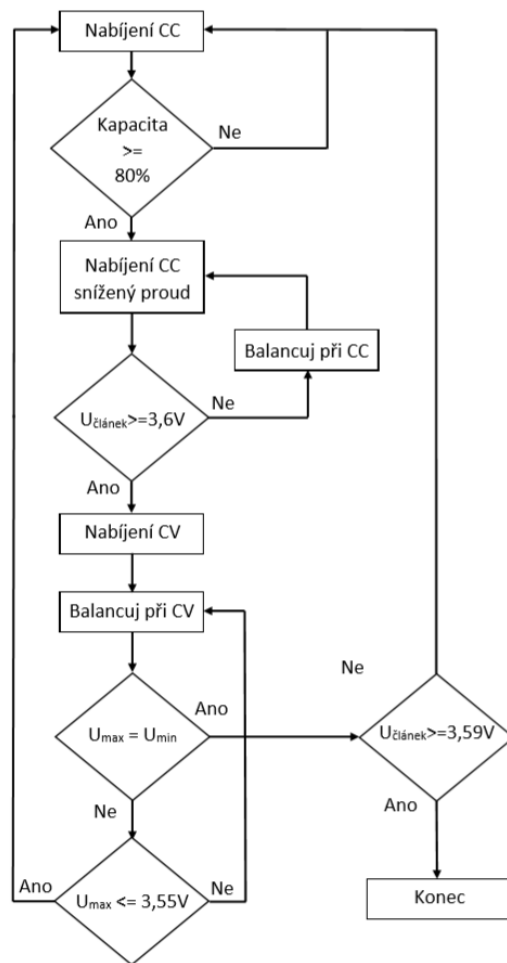 Nabíjení CC
Kapacita
>=
80%
Ne
Ano
Nabíjení CC
snížený proud
Balancuj při CC
Učlánek>=3,6V
Ne
Ano
Nabíjení CV
Balancuj při CV
Umax = Umin
Ano
Ne
Ne
Učlánek>=3,59V
Ano
Umax <= 3,55V
Ano
Ne
Konec